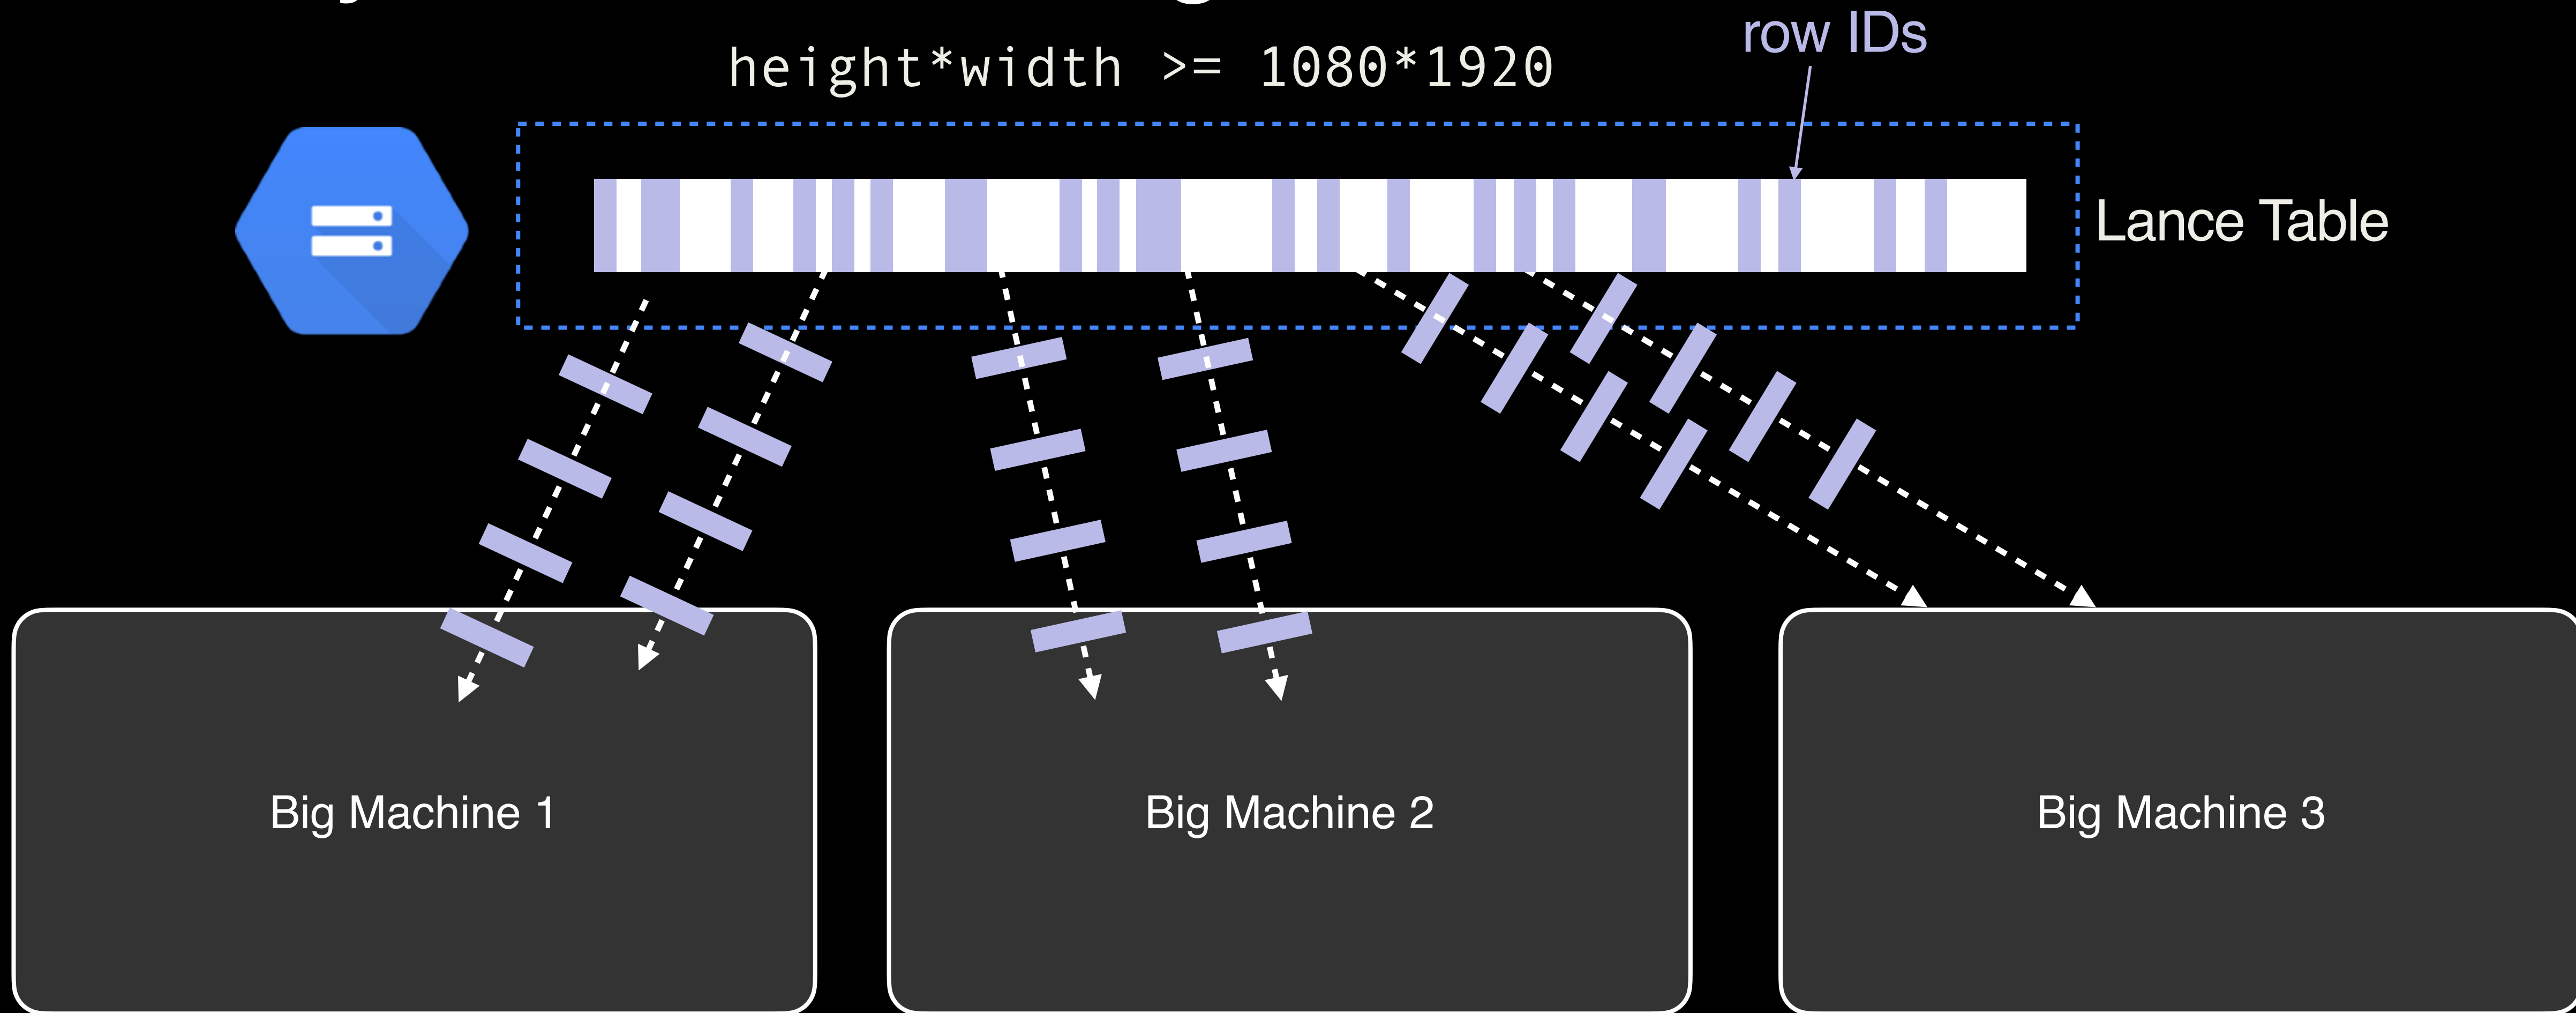 row IDs
height*width >= 1080*1920
Lance Table
Big Machine 1
Big Machine 2
Big Machine 3